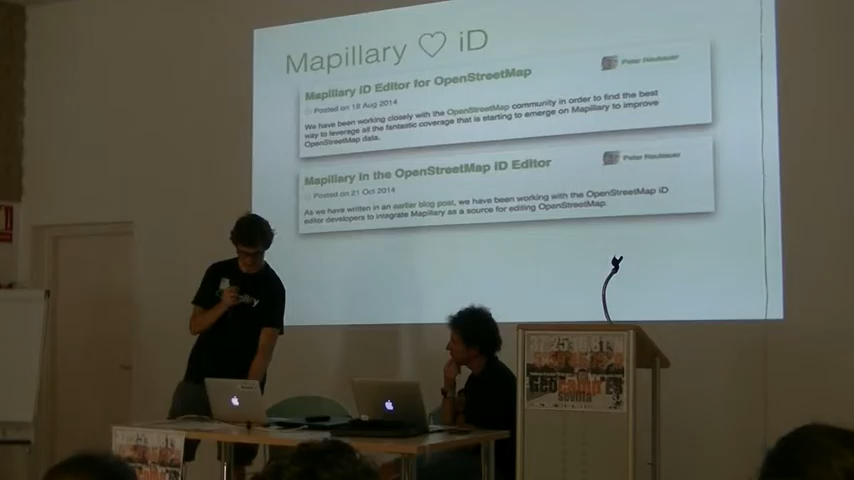 Mapillary ♡ iD
Mapillary iD Editor for OpenStreetMap
Peter Neubauer
Posted on 18 Aug 2014
We have been working closely with the OpenStreetMap community in order to find the best
way to leverage all the fantastic coverage that is starting to emerge on Mapillary to improve
OpenStreetMap data.
Mapillary in the OpenStreetMap iD Editor
Peter Neubauer
Posted on 21 Oct 2014
As we have written in an earlier blog post, we have been working with the OpenStreetMap iD
editor developers to integrate Mapillary as a source for editing OpenStreetMap.
GeoCamp
Sevilla